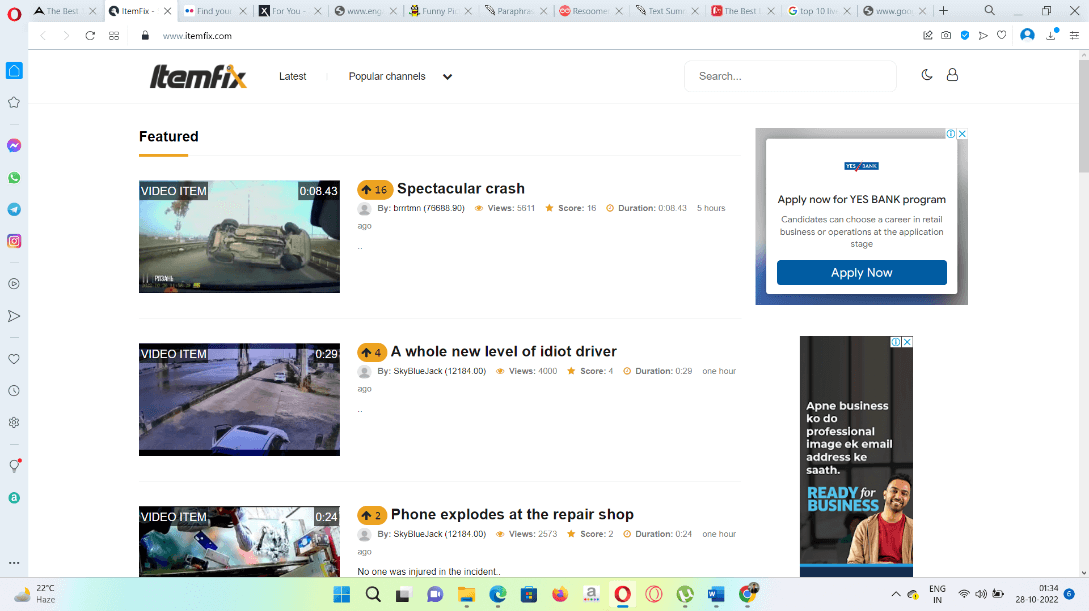 The Best
ItemFix -
Find your
For You -
www.eng
Funny Pic
Paraphras
Resoomer
Text Sum
The Best
top 10 liv
www.goo
www.itemfix.com
Itemfix
Latest
Popular channels
Search...
Featured
VIDEO ITEM
0:08.43
16 Spectacular crash
By: brrrtmn (76688.90) Views: 5611 Score: 16 Duration: 0:08.43 5 hours
ago
..
VIDEO ITEM
0:29
4 A whole new level of idiot driver
By: SkyBlueJack (12184.00) Views: 4000 Score: 4 Duration: 0:29 one hour
ago
..
VIDEO ITEM
0:24
2 Phone explodes at the repair shop
By: SkyBlueJack (12184.00) Views: 2573 Score: 2 Duration: 0:24 one hour
ago
No one was injured in the incident..
YES BANK
Apply now for YES BANK program
Candidates can choose a career in retail
business or operations at the application
stage
Apply Now
Apne business
ko do
professional
image ek email
address ke
saath.
READY for
BUSINESS
22°C
Haze
ENG
IN
01:34
28-10-2022
6